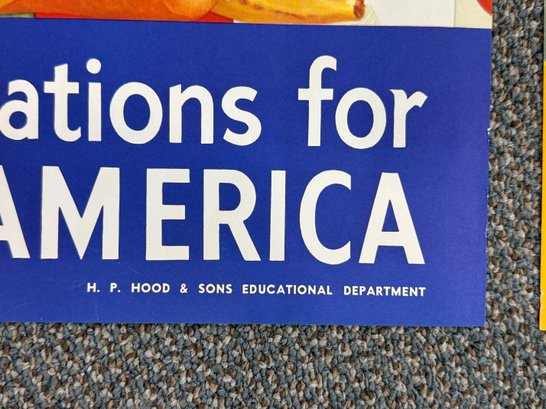 ations for
AMERICA
H. P. HOOD & SONS EDUCATIONAL DEPARTMENT